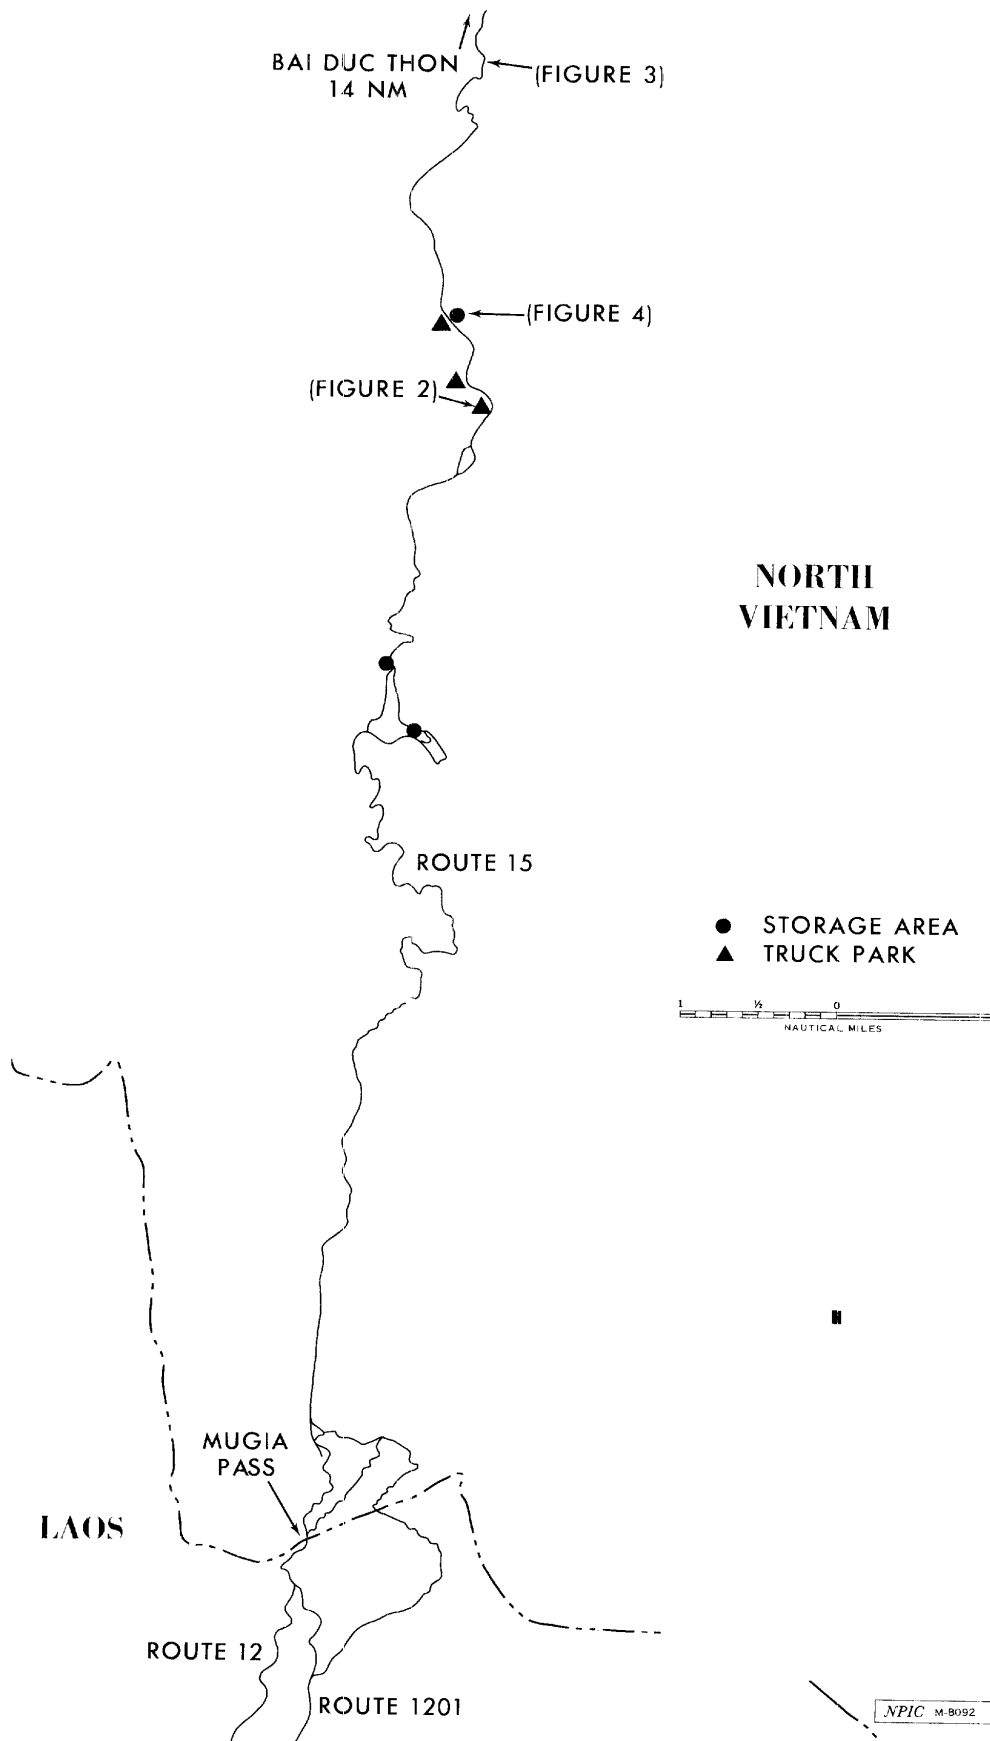 BAI DUC THON
14 NM
(FIGURE 3)
(FIGURE 4)
(FIGURE 2)
NORTH
VIETNAM
ROUTE 15
STORAGE AREA
TRUCK PARK
1 ½ 0
NAUTICAL MILES
MUGIA
PASS
LAOS
ROUTE 12
ROUTE 1201
NPIC M-8092